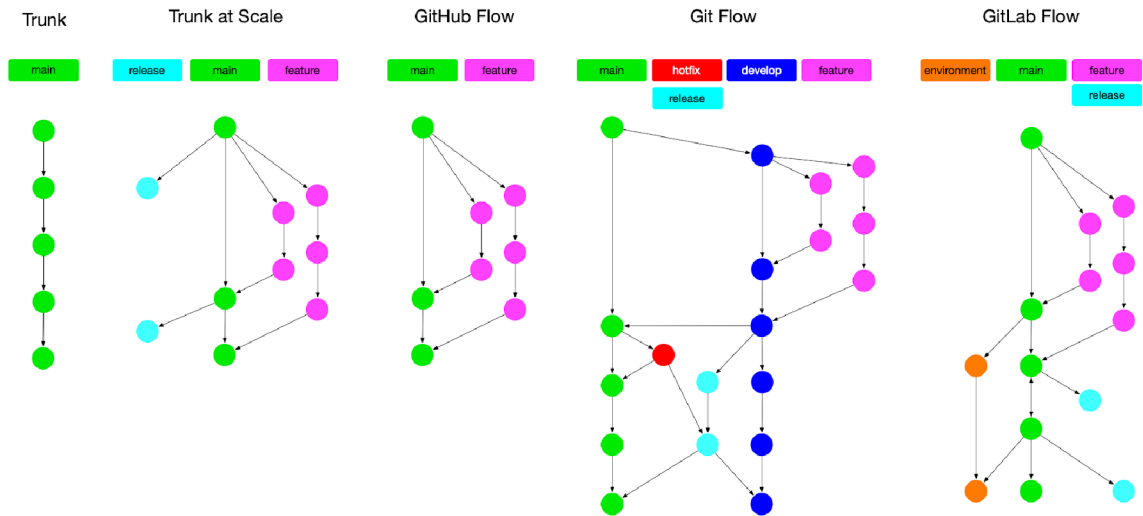 Trunk
Trunk at Scale
GitHub Flow
Git Flow
GitLab Flow
main
release
main
feature
main
feature
main
hotfix
develop
feature
release
environment
main
feature
release